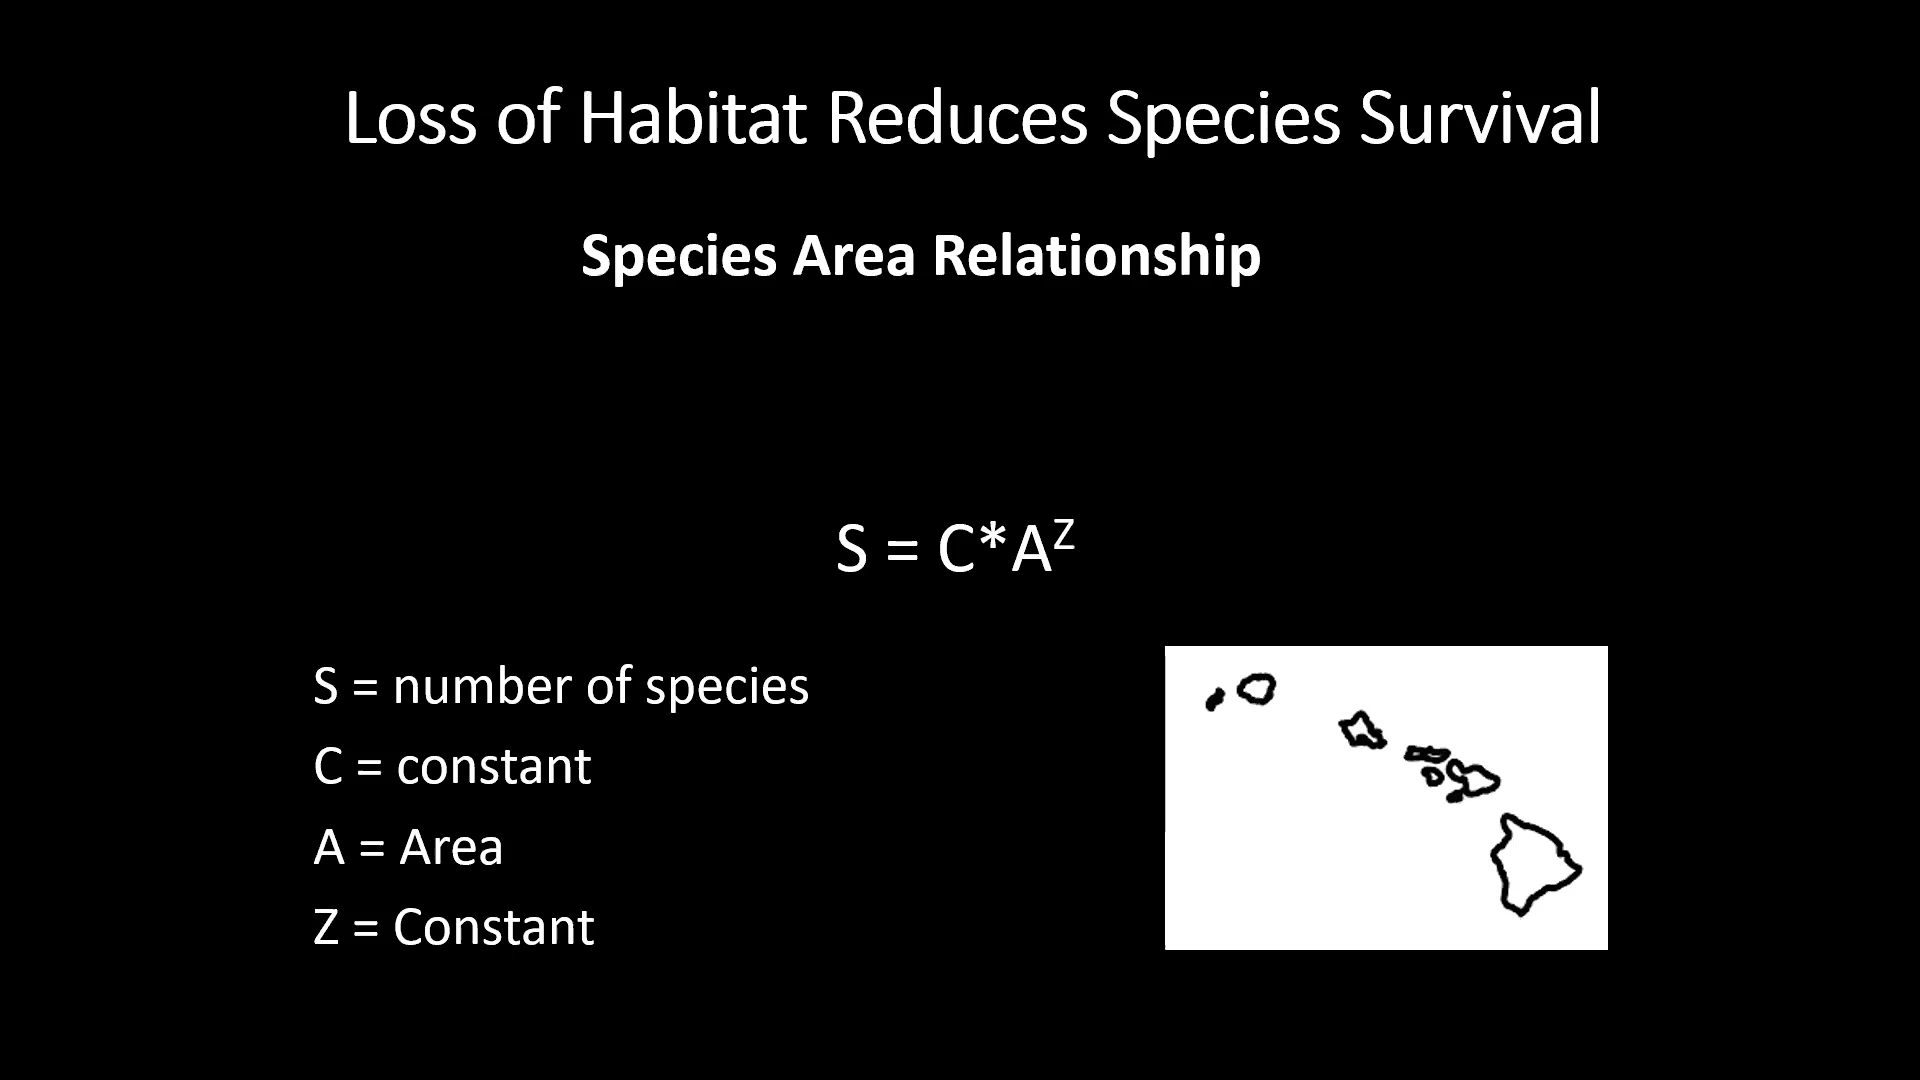 Loss of Habitat Reduces Species Survival
Species Area Relationship
S = C*A^Z
S = number of species
C = constant
A = Area
Z = Constant